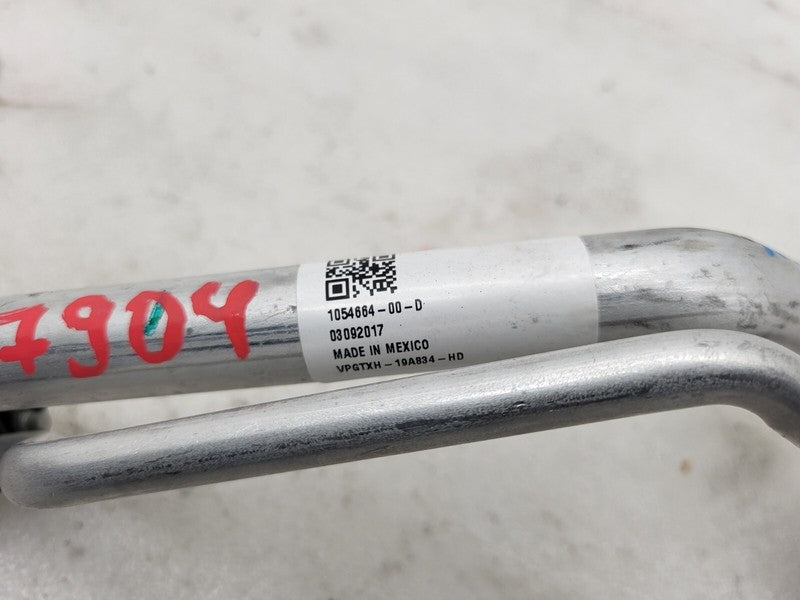 7904
1054664-00-D
03092017
MADE IN MEXICO
VPGTXH-19A834-HD